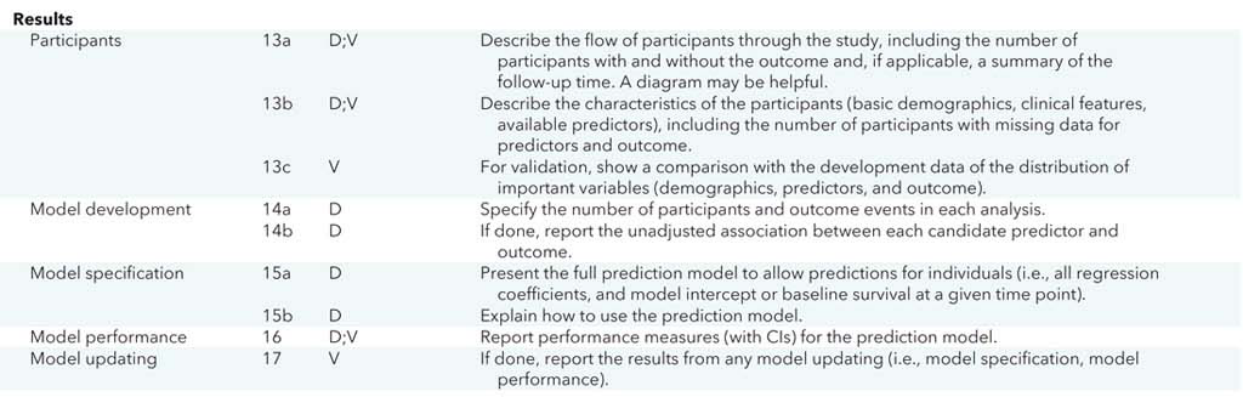 Results
Participants 13a D;V Describe the flow of participants through the study, including the number of
participants with and without the outcome and, if applicable, a summary of the
follow-up time. A diagram may be helpful.
13b D;V Describe the characteristics of the participants (basic demographics, clinical features,
available predictors), including the number of participants with missing data for
predictors and outcome.
13c V For validation, show a comparison with the development data of the distribution of
important variables (demographics, predictors, and outcome).
Model development 14a D Specify the number of participants and outcome events in each analysis.
14b D If done, report the unadjusted association between each candidate predictor and
outcome.
Model specification 15a D Present the full prediction model to allow predictions for individuals (i.e., all regression
coefficients, and model intercept or baseline survival at a given time point).
15b D Explain how to use the prediction model.
Model performance 16 D;V Report performance measures (with CIs) for the prediction model.
Model updating 17 V If done, report the results from any model updating (i.e., model specification, model
performance).